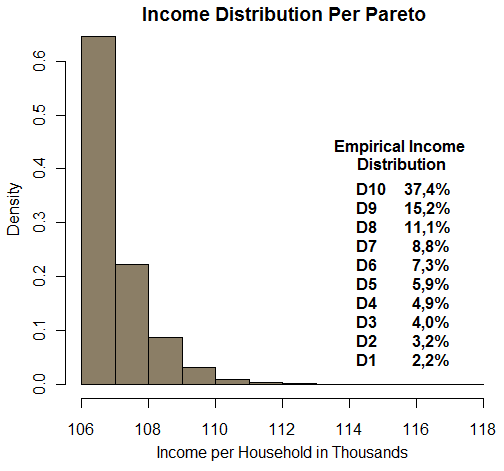 Income Distribution Per Pareto
Density
0.0
0.1
0.2
0.3
0.4
0.5
0.6
Empirical Income
Distribution
D10 37,4%
D9 15,2%
D8 11,1%
D7 8,8%
D6 7,3%
D5 5,9%
D4 4,9%
D3 4,0%
D2 3,2%
D1 2,2%
106 108 110 112 114 116 118
Income per Household in Thousands